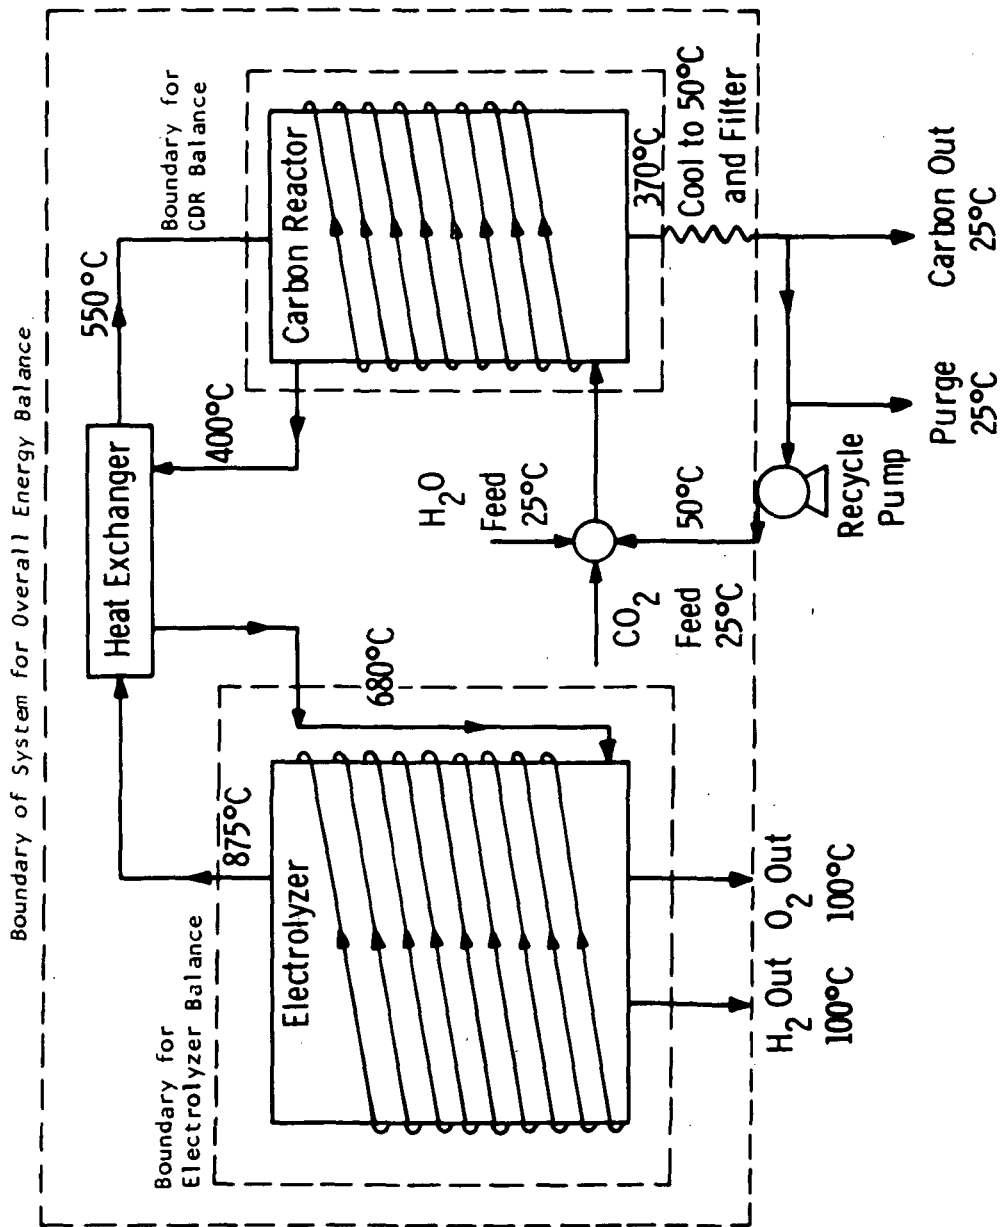 Boundary of System for Overall Energy Balance
Boundary for
Electrolyzer Balance
875°C
Electrolyzer
680°C
Heat Exchanger
550°C
400°C
Boundary for
CDR Balance
Carbon Reactor
370°C
Cool to 50°C
and Filter
H2O
Feed
25°C
CO2
Feed
25°C
50°C
Recycle
Pump
H2 Out
100°C
O2 Out
100°C
Purge
25°C
Carbon Out
25°C